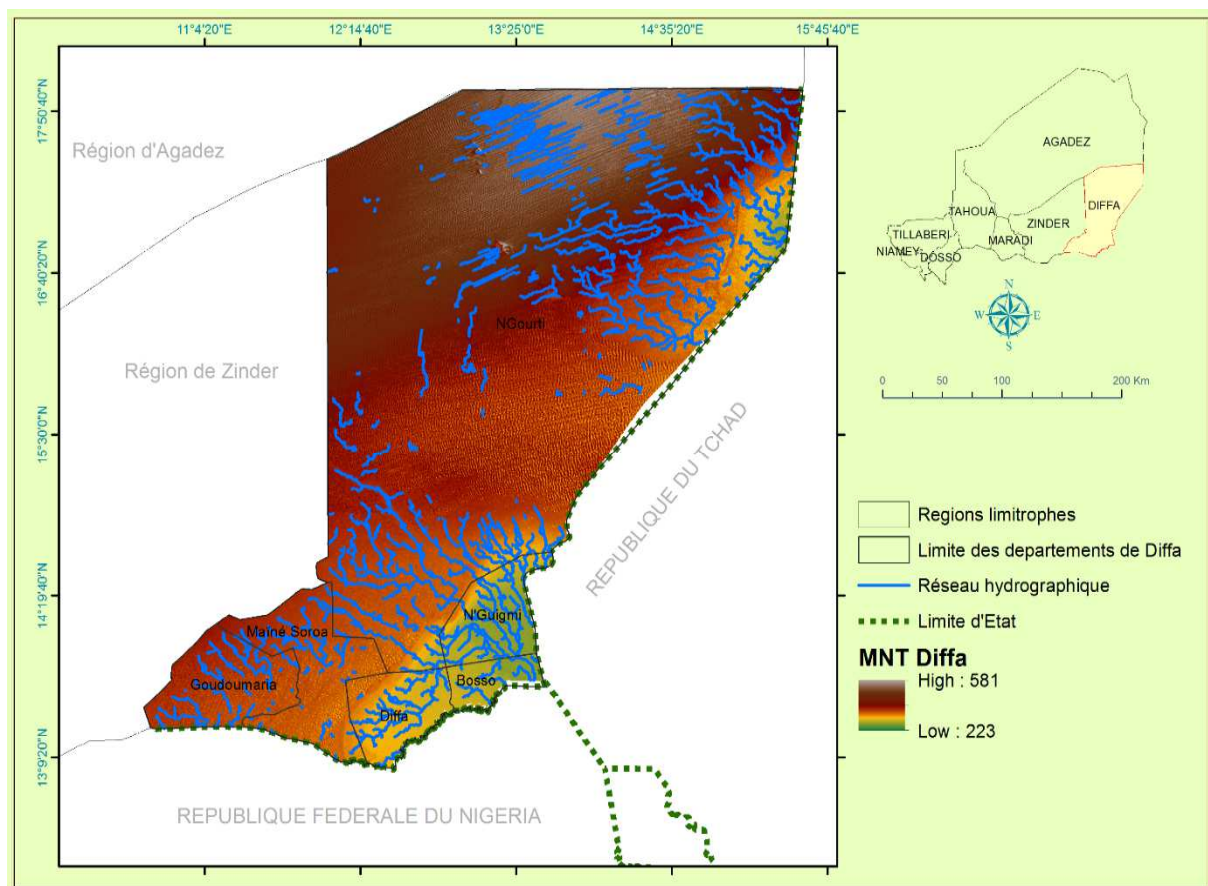 11°4'20"E 12°14'40"E 13°25'0"E 14°35'20"E 15°45'40"E
17°50'40"N
16°40'20"N
15°30'0"N
14°19'40"N
13°9'20"N
Région d'Agadez
Région de Zinder
NGourti
REPUBLIQUE DU TCHAD
N'Guigmi
Maïné Soroa
Goudoumaria
Bosso
Diffa
REPUBLIQUE FEDERALE DU NIGERIA
AGADEZ
DIFFA
TAHOUA
ZINDER
TILLABERI
MARADI
NIAMEY
DOSSO
N
W E
S
0 50 100 200 Km
Regions limitrophes
Limite des departements de Diffa
Réseau hydrographique
Limite d'Etat
MNT Diffa
High : 581
Low : 223